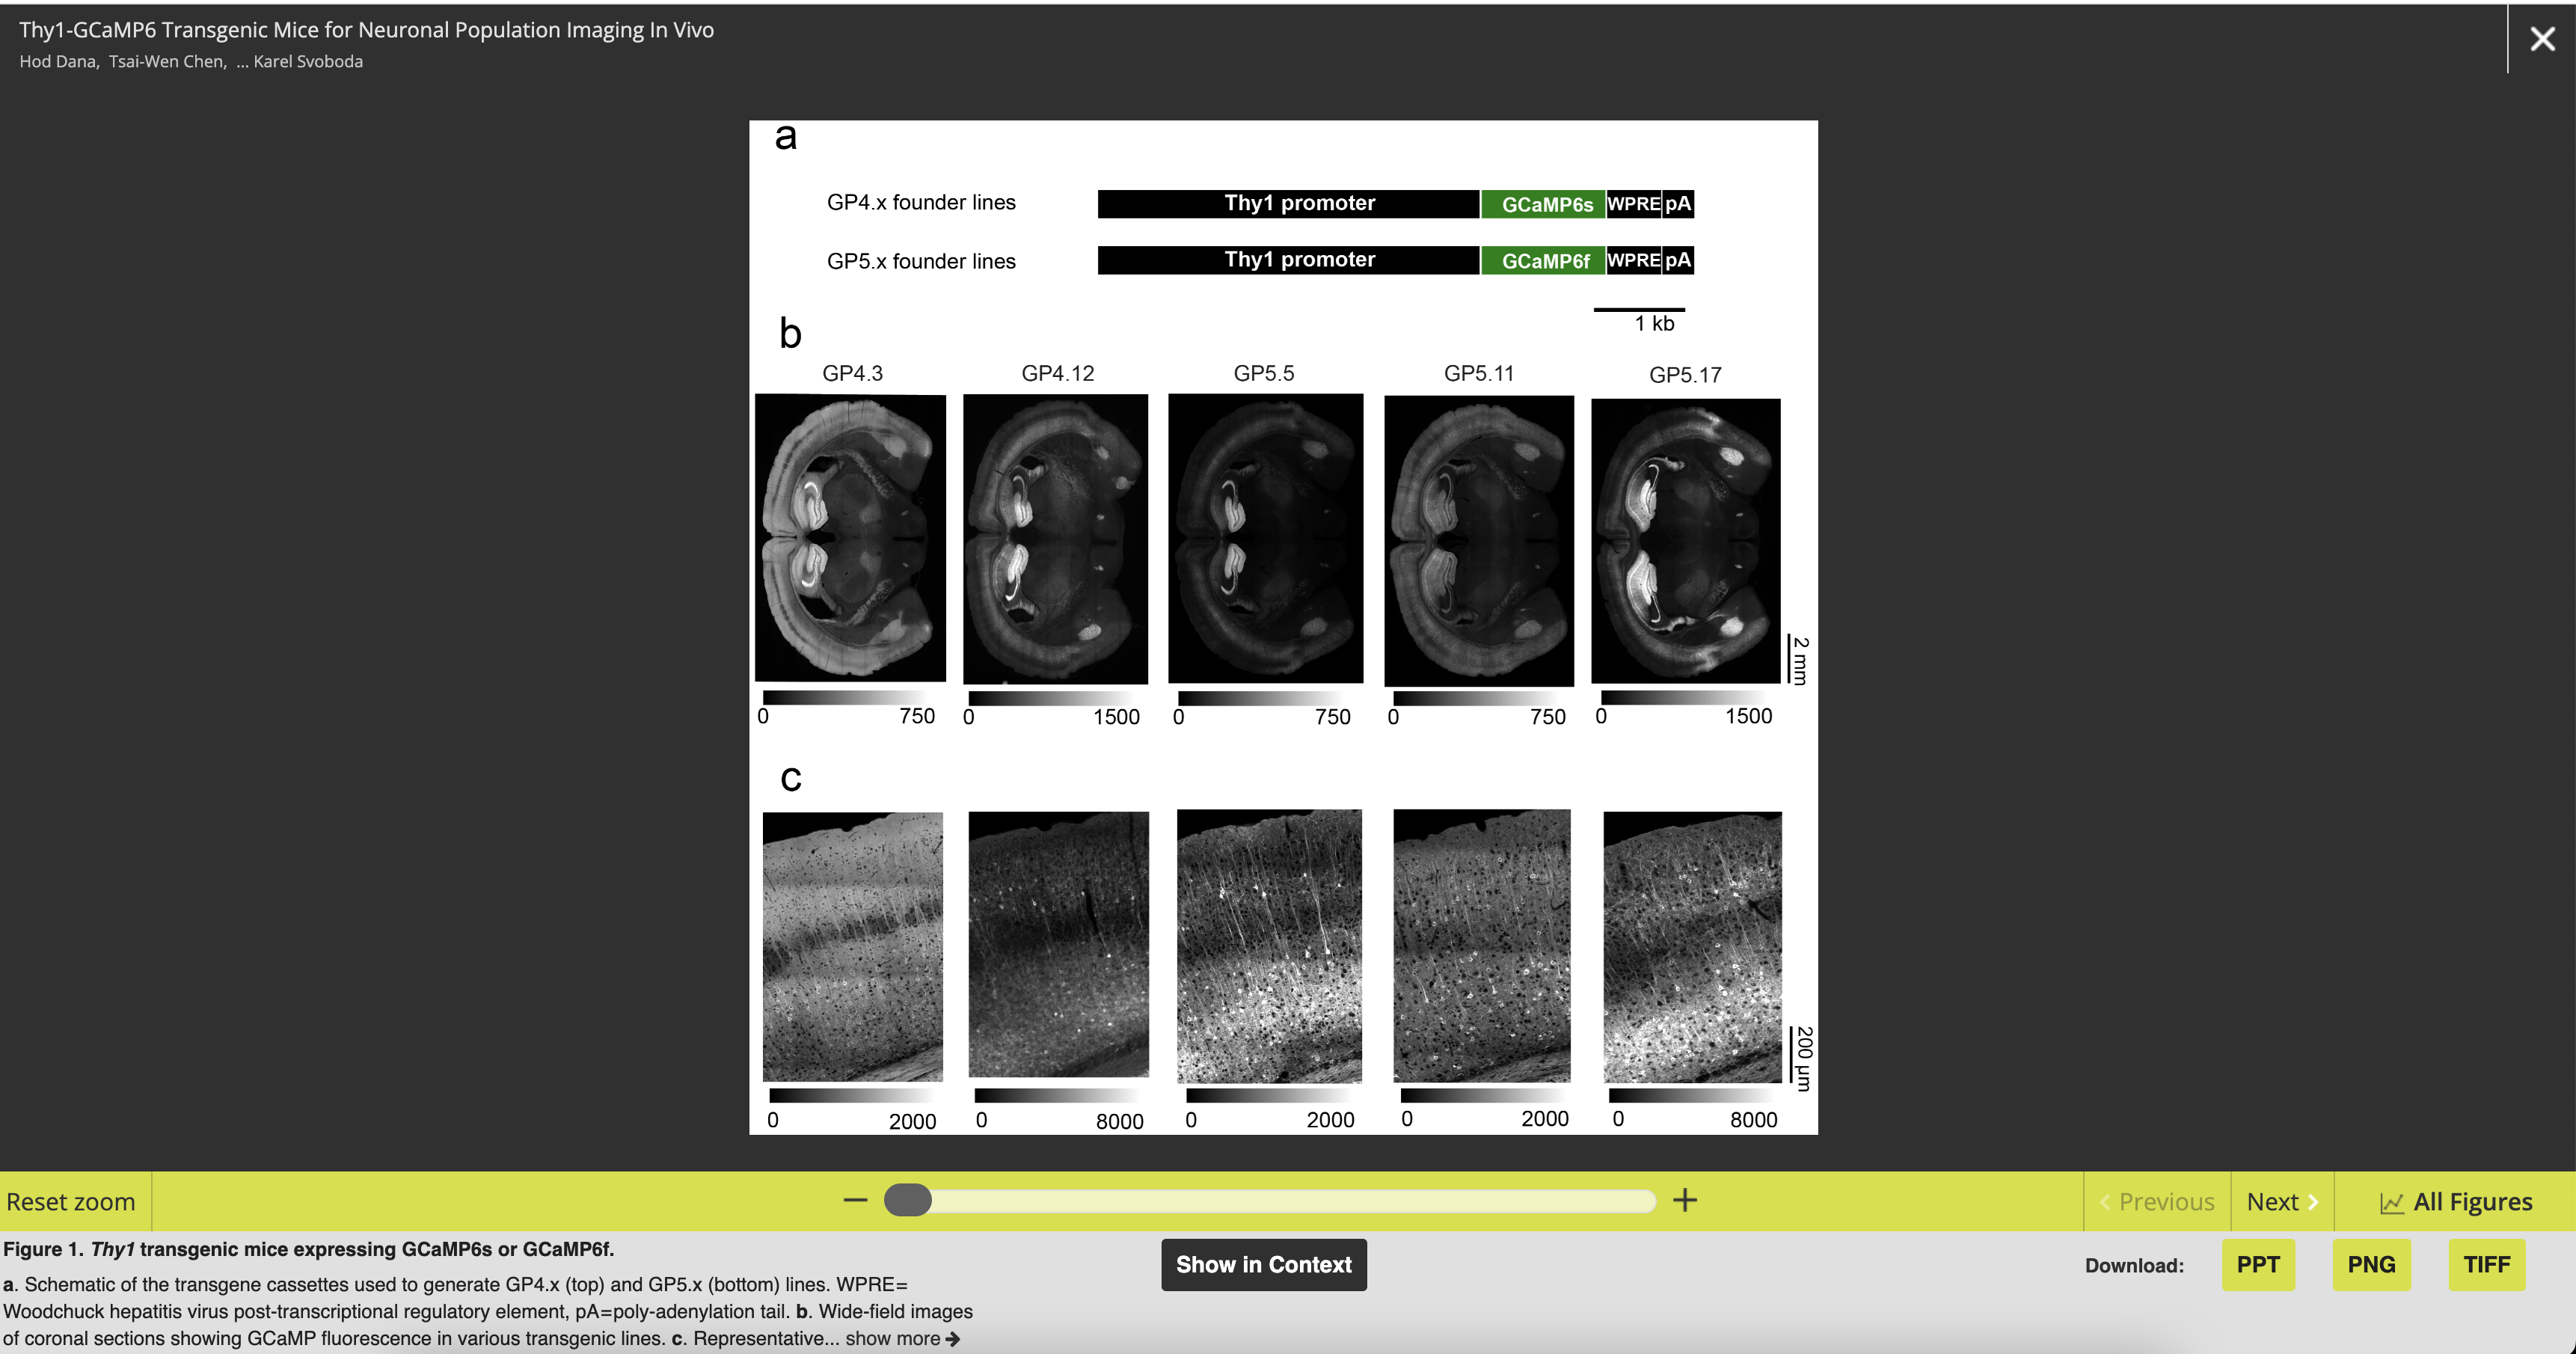 Thy1-GCaMP6 Transgenic Mice for Neuronal Population Imaging In Vivo
Hod Dana, Tsai-Wen Chen, ... Karel Svoboda
a
GP4.x founder lines
Thy1 promoter
GCaMP6s
WPRE
pA
GP5.x founder lines
Thy1 promoter
GCaMP6f
WPRE
pA
1 kb
b
GP4.3
GP4.12
GP5.5
GP5.11
GP5.17
2 mm
0 750
0 1500
0 750
0 750
0 1500
c
200 µm
0 2000
0 8000
0 2000
0 2000
0 8000
Reset zoom
Previous
Next
All Figures
Figure 1. Thy1 transgenic mice expressing GCaMP6s or GCaMP6f.
a. Schematic of the transgene cassettes used to generate GP4.x (top) and GP5.x (bottom) lines. WPRE=
Woodchuck hepatitis virus post-transcriptional regulatory element, pA=poly-adenylation tail. b. Wide-field images
of coronal sections showing GCaMP fluorescence in various transgenic lines. c. Representative... show more
Show in Context
Download:
PPT
PNG
TIFF